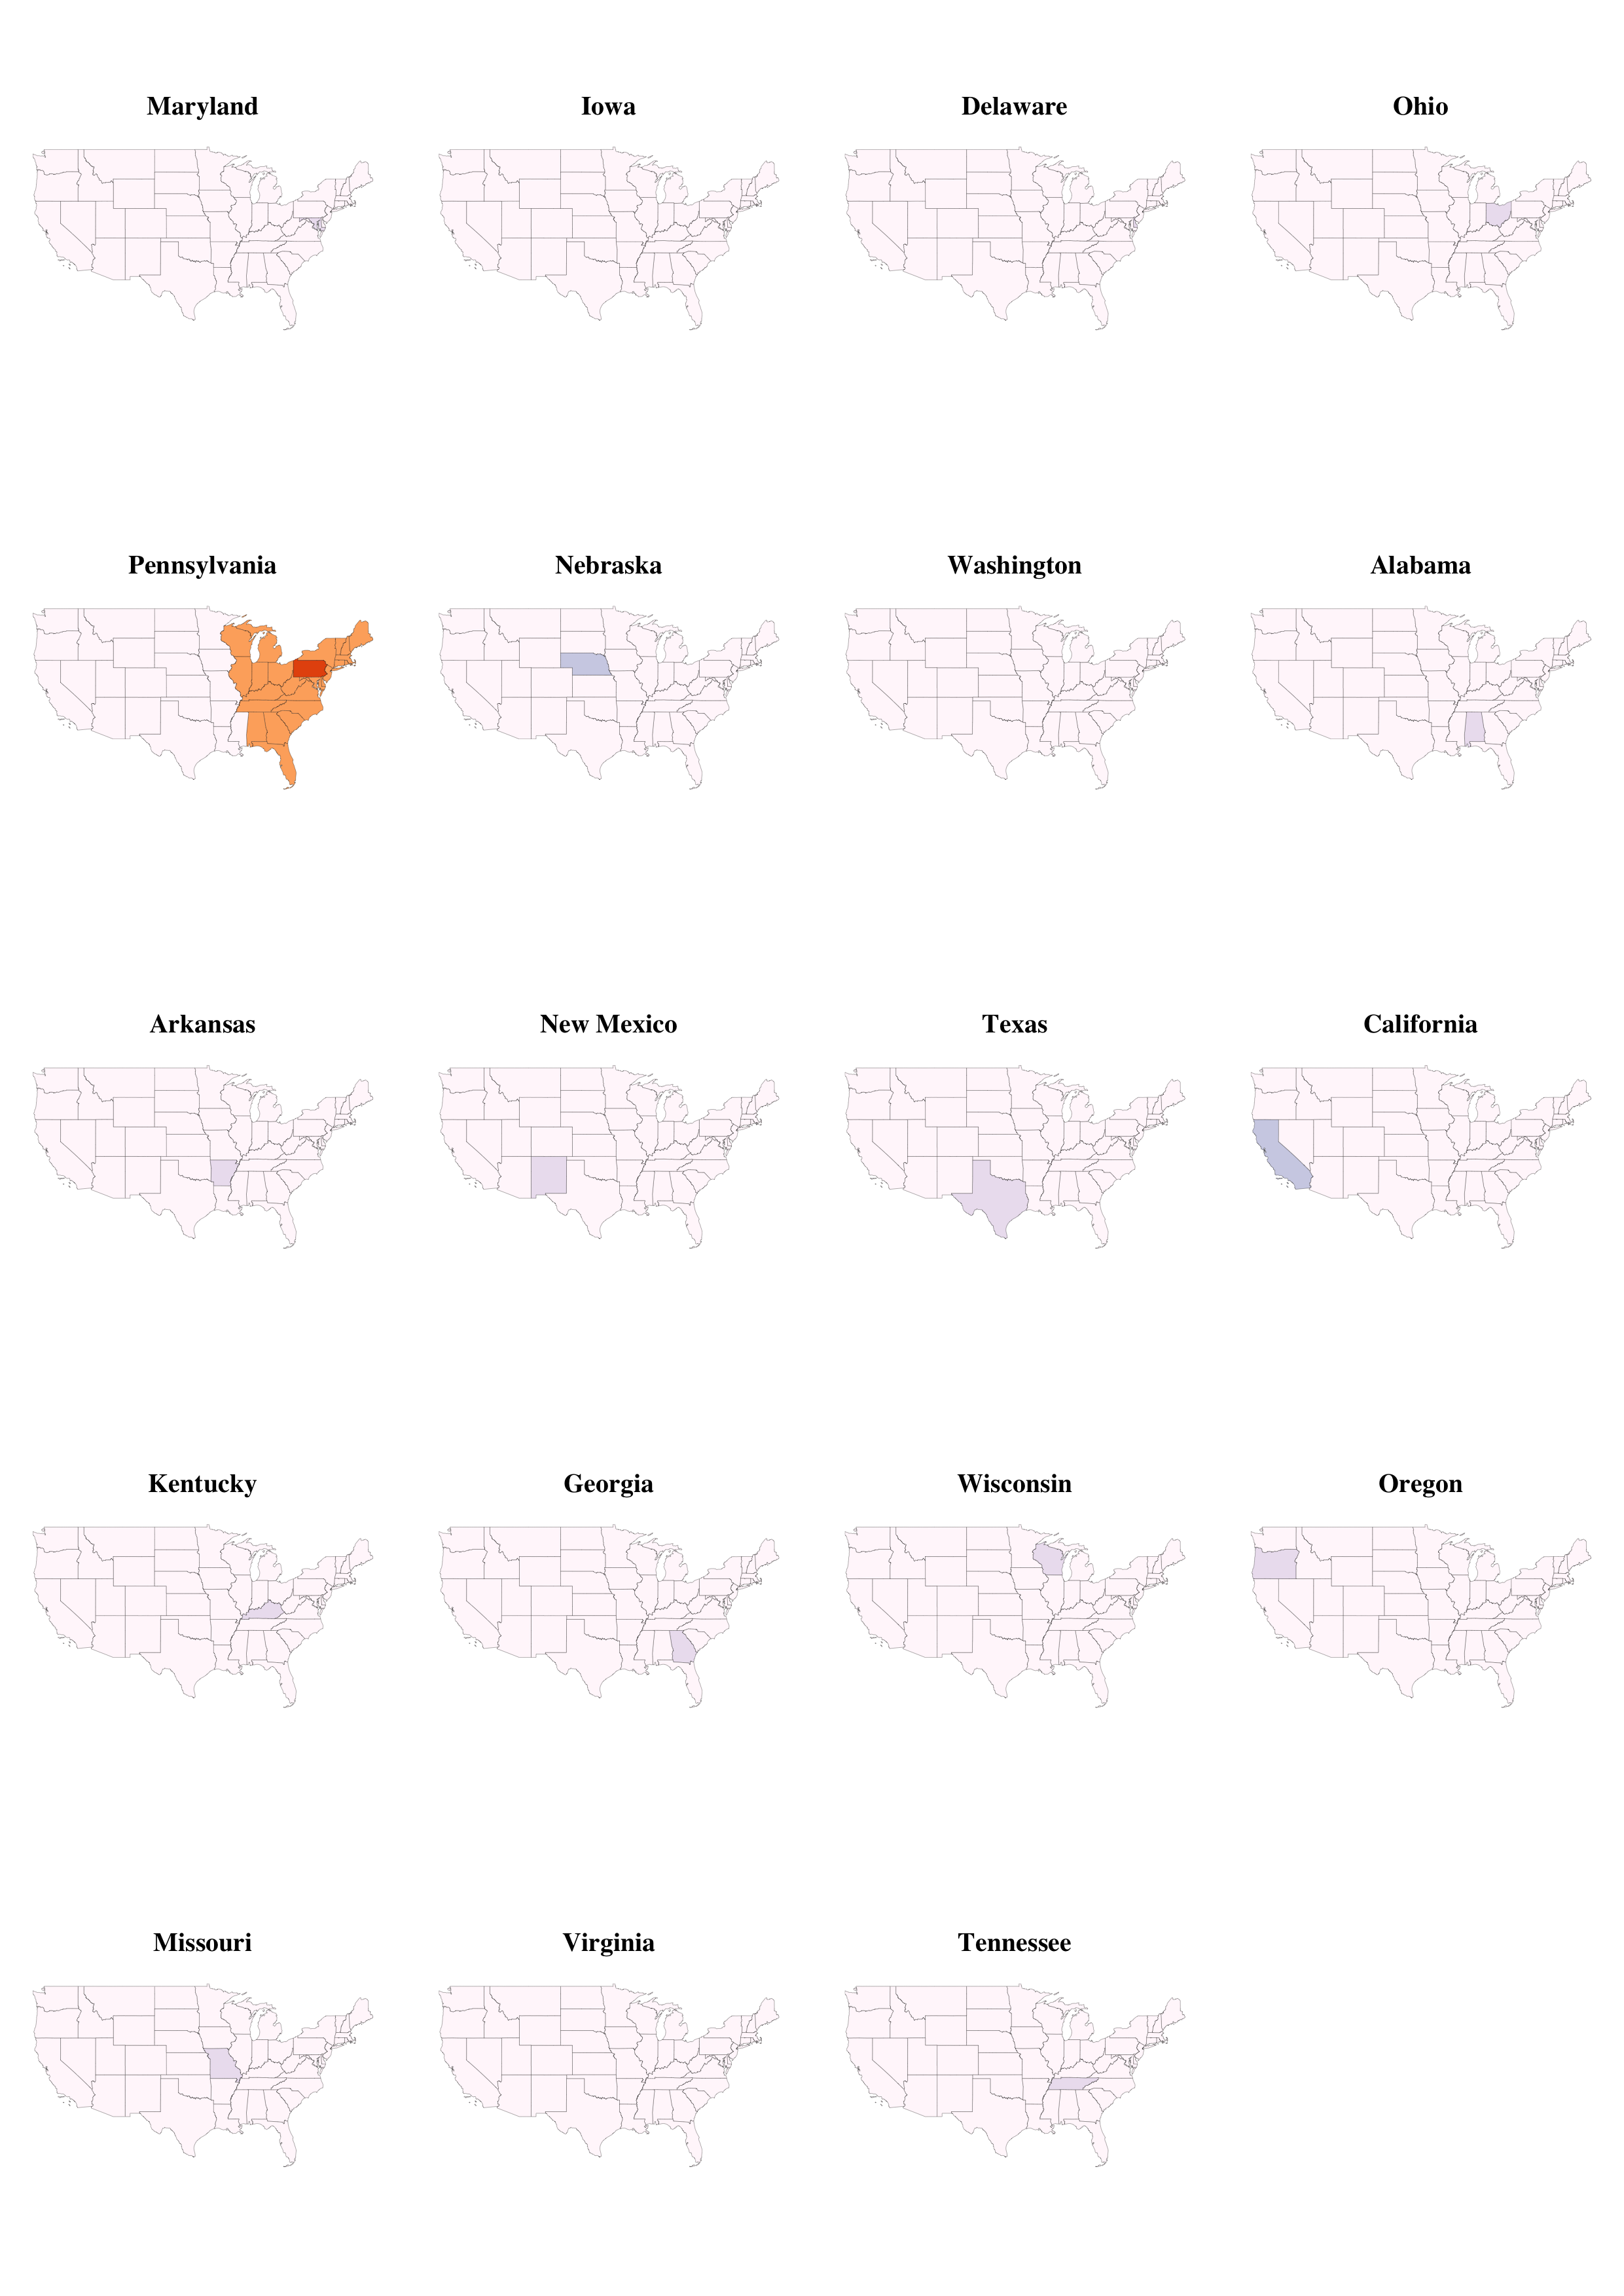 Maryland
Iowa
Delaware
Ohio
Pennsylvania
Nebraska
Washington
Alabama
Arkansas
New Mexico
Texas
California
Kentucky
Georgia
Wisconsin
Oregon
Missouri
Virginia
Tennessee